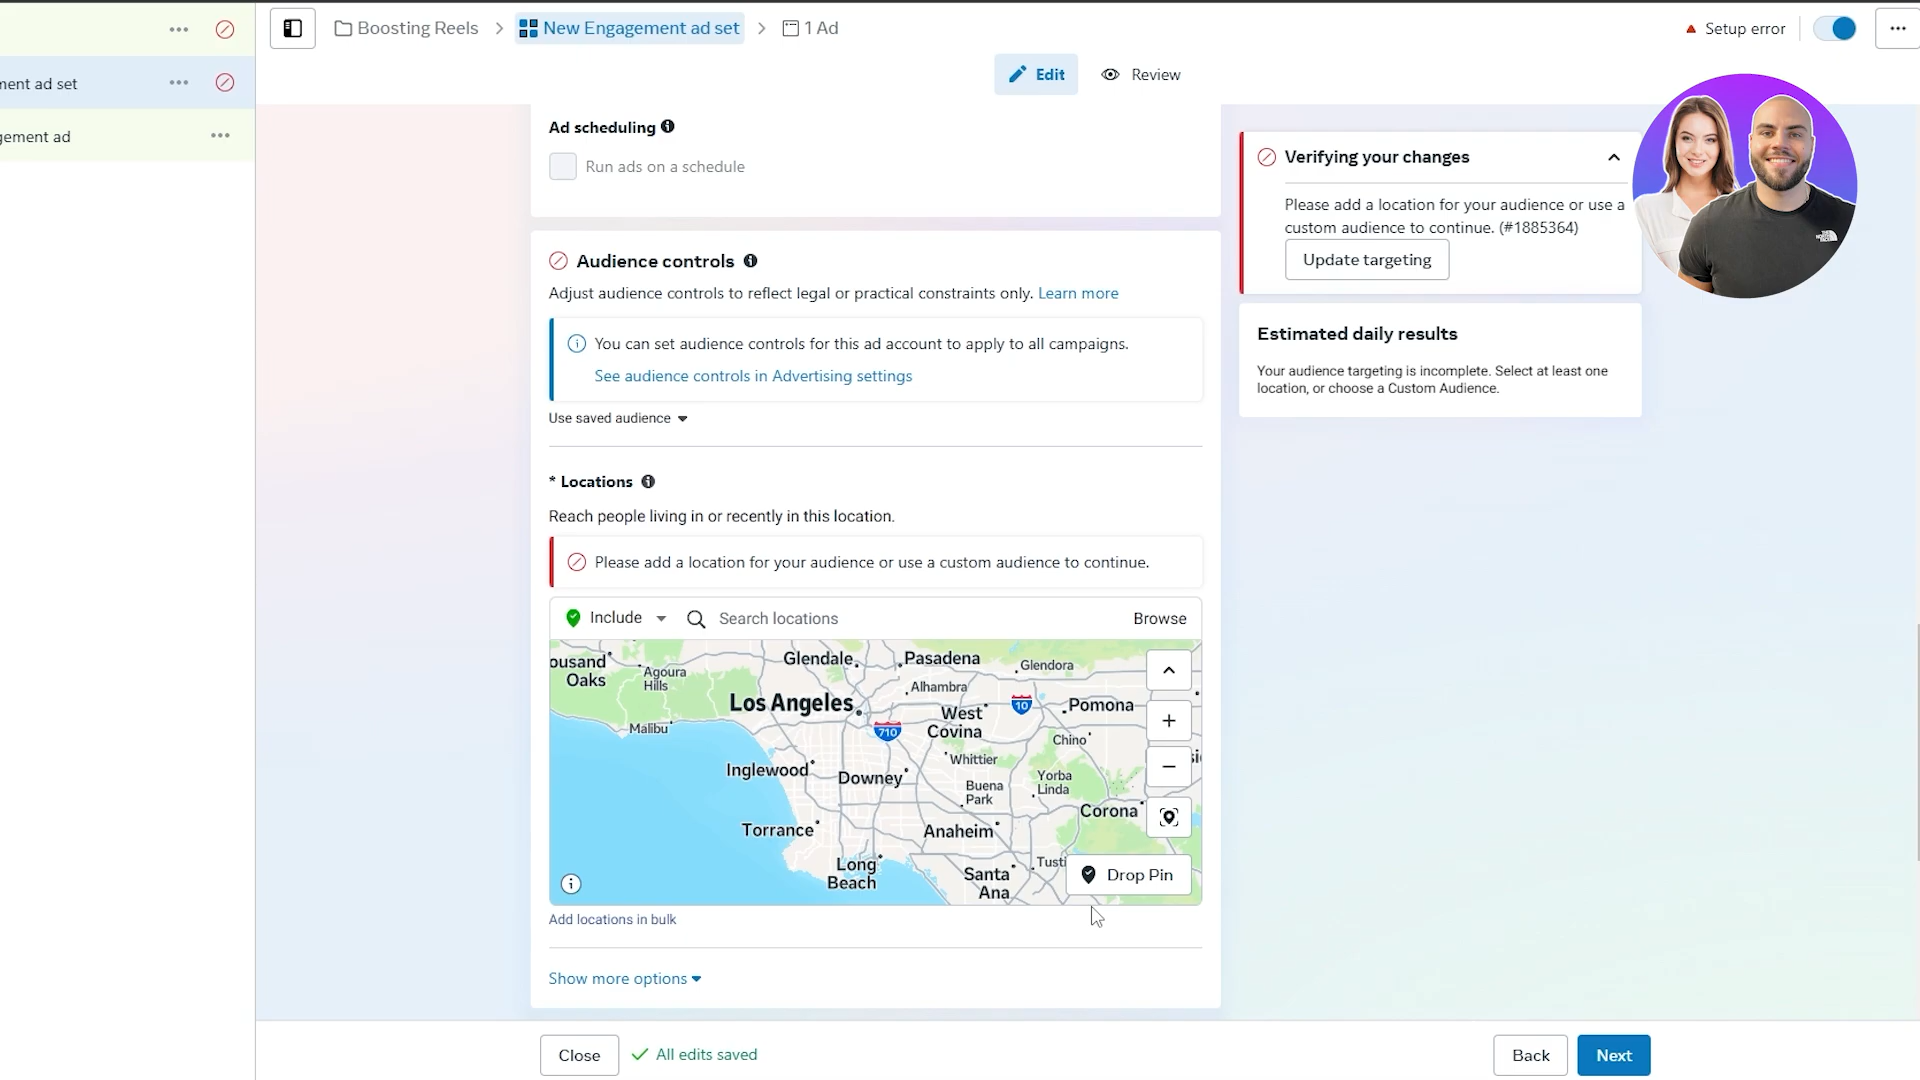 Boosting Reels
New Engagement ad set
1 Ad
Setup error
Edit
Review
ment ad set
gement ad
Ad scheduling
Run ads on a schedule
Audience controls
Adjust audience controls to reflect legal or practical constraints only. Learn more
You can set audience controls for this ad account to apply to all campaigns.
See audience controls in Advertising settings
Use saved audience
* Locations
Reach people living in or recently in this location.
Please add a location for your audience or use a custom audience to continue.
Include
Search locations
Browse
ousand
Oaks
Agoura
Hills
Glendale
Pasadena
Glendora
Alhambra
Los Angeles
West
Covina
10
Pomona
710
Malibu
Chino
Whittier
Inglewood
Downey
Buena
Park
Yorba
Linda
Corona
Torrance
Anaheim
Long
Beach
Santa
Ana
Tusti
Drop Pin
Add locations in bulk
Show more options
Verifying your changes
Please add a location for your audience or use a
custom audience to continue. (#1885364)
Update targeting
Estimated daily results
Your audience targeting is incomplete. Select at least one
location, or choose a Custom Audience.
THE
NORTH
FACE
Close
All edits saved
Back
Next